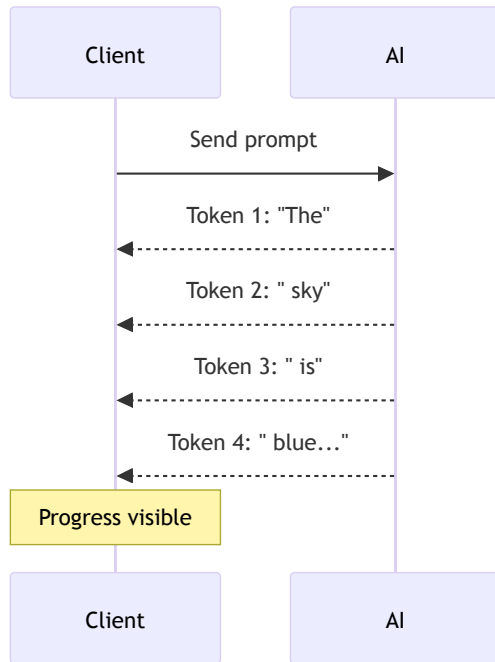 Client
AI
Send prompt
Token 1: "The"
Token 2: " sky"
Token 3: " is"
Token 4: " blue..."
Progress visible
Client
AI